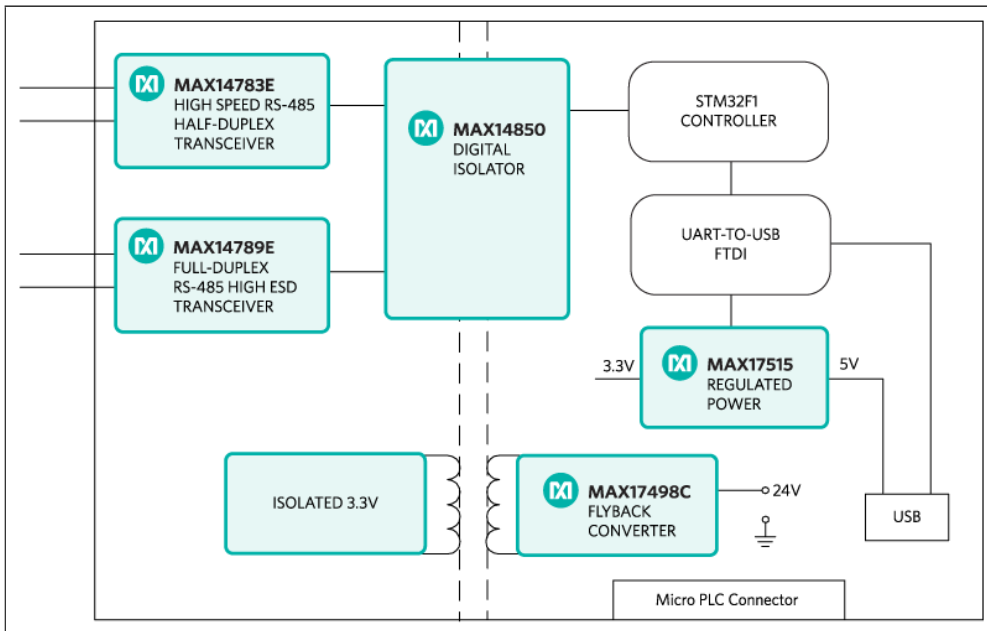 MAX14783E
HIGH SPEED RS-485
HALF-DUPLEX
TRANSCEIVER
MAX14850
DIGITAL
ISOLATOR
STM32F1
CONTROLLER
MAX14789E
FULL-DUPLEX
RS-485 HIGH ESD
TRANSCEIVER
UART-TO-USB
FTDI
3.3V
MAX17515
REGULATED
POWER
5V
ISOLATED 3.3V
MAX17498C
FLYBACK
CONVERTER
24V
USB
Micro PLC Connector